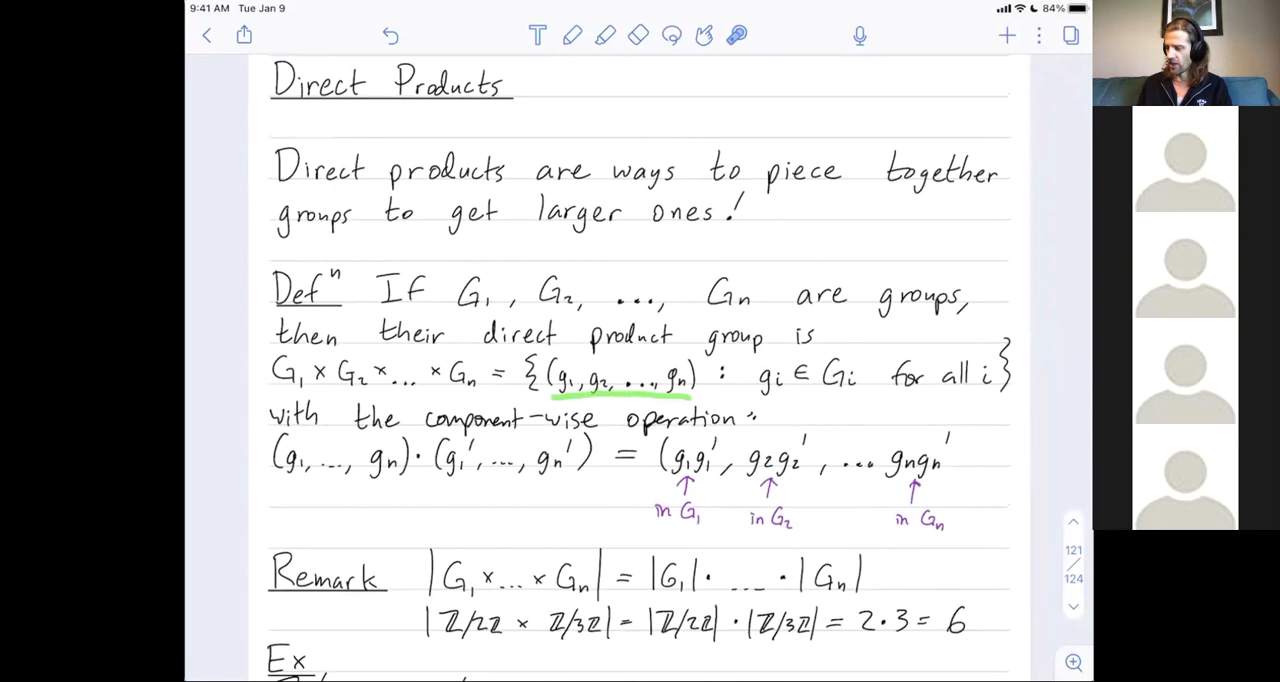 9:41 AM Tue Jan 9
84%
Direct Products
Direct products are ways to piece together
groups to get larger ones!
Defⁿ If G₁, G₂, ..., Gn are groups,
then their direct product group is
G₁ × G₂ × ... × Gn = {(g₁, g₂, ..., gn) : gi ∈ Gi for all i}
with the component-wise operation:
(g₁, ..., gn)·(g₁', ..., gn') = (g₁g₁', g₂g₂', ... gngn'
in G₁ in G₂ in Gn
Remark |G₁ × ... × Gn| = |G₁| · ... · |Gn|
|ℤ/2ℤ × ℤ/3ℤ| = |ℤ/2ℤ| · |ℤ/3ℤ| = 2·3 = 6
Ex
121
/
124